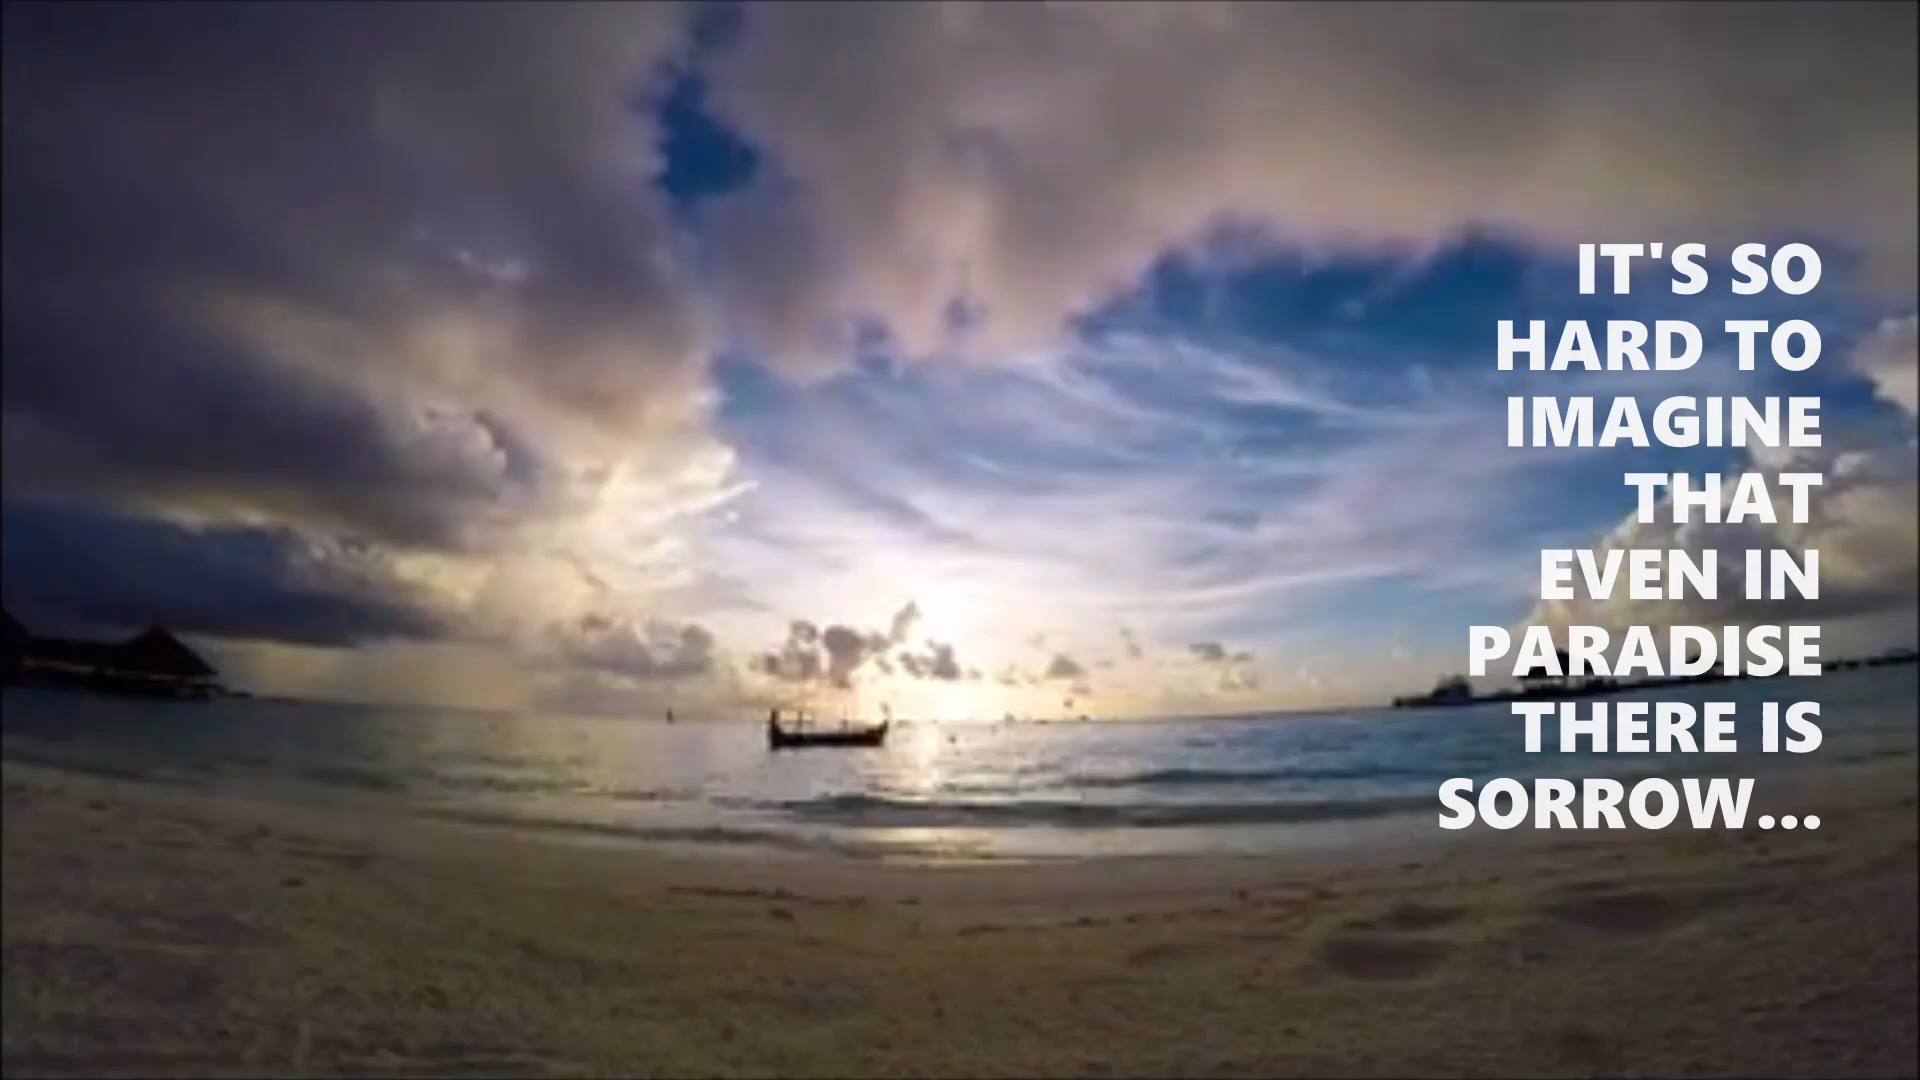 IT'S SO
HARD TO
IMAGINE
THAT
EVEN IN
PARADISE
THERE IS
SORROW...